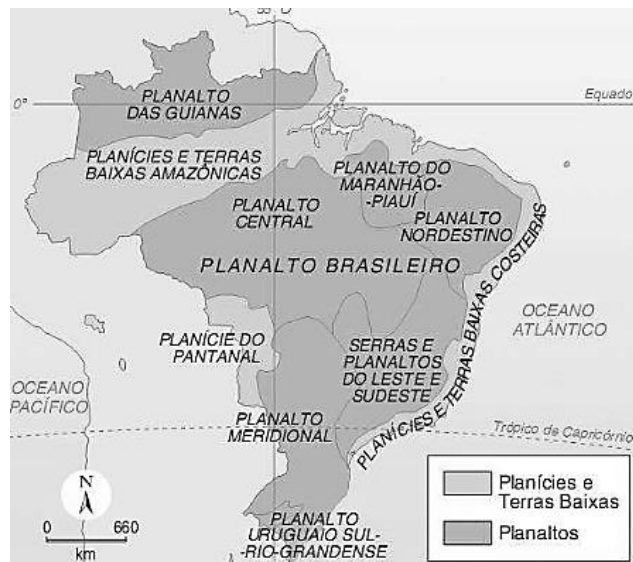 55° O
0°
Equador
PLANALTO
DAS GUIANAS
PLANÍCIES E TERRAS
BAIXAS AMAZÔNICAS
PLANALTO DO
MARANHÃO-
-PIAUÍ
PLANALTO
CENTRAL
PLANALTO
NORDESTINO
PLANALTO BRASILEIRO
PLANÍCIES E TERRAS BAIXAS COSTEIRAS
OCEANO
ATLÂNTICO
PLANÍCIE DO
PANTANAL
SERRAS E
PLANALTOS
DO LESTE E
SUDESTE
OCEANO
PACÍFICO
PLANALTO
MERIDIONAL
Trópico de Capricórnio
N
0 660
km
PLANALTO
URUGUAIO SUL-
-RIO-GRANDENSE
Planícies e
Terras Baixas
Planaltos